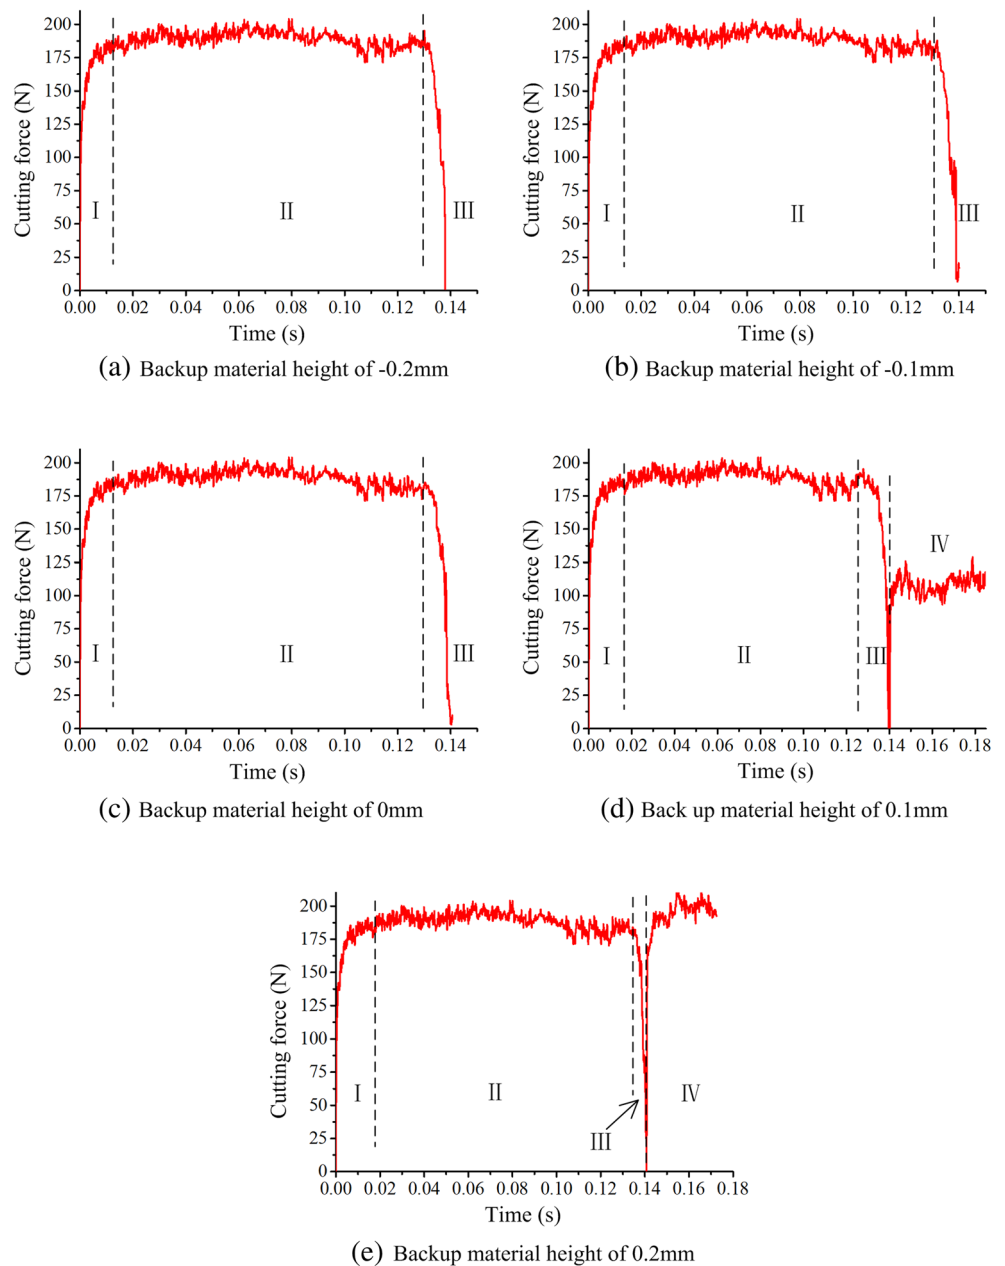 200
175
150
125
100
75
50
25
0
Cutting force (N)
I
II
III
0.00 0.02 0.04 0.06 0.08 0.10 0.12 0.14
Time (s)
(a) Backup material height of -0.2mm
200
175
150
125
100
75
50
25
0
Cutting force (N)
I
II
III
0.00 0.02 0.04 0.06 0.08 0.10 0.12 0.14
Time (s)
(b) Backup material height of -0.1mm
200
175
150
125
100
75
50
25
0
Cutting force (N)
I
II
III
0.00 0.02 0.04 0.06 0.08 0.10 0.12 0.14
Time (s)
(c) Backup material height of 0mm
200
175
150
125
100
75
50
25
0
Cutting force (N)
I
II
III
IV
0.00 0.02 0.04 0.06 0.08 0.10 0.12 0.14 0.16 0.18
Time (s)
(d) Back up material height of 0.1mm
200
175
150
125
100
75
50
25
0
Cutting force (N)
I
II
III
IV
0.00 0.02 0.04 0.06 0.08 0.10 0.12 0.14 0.16 0.18
Time (s)
(e) Backup material height of 0.2mm